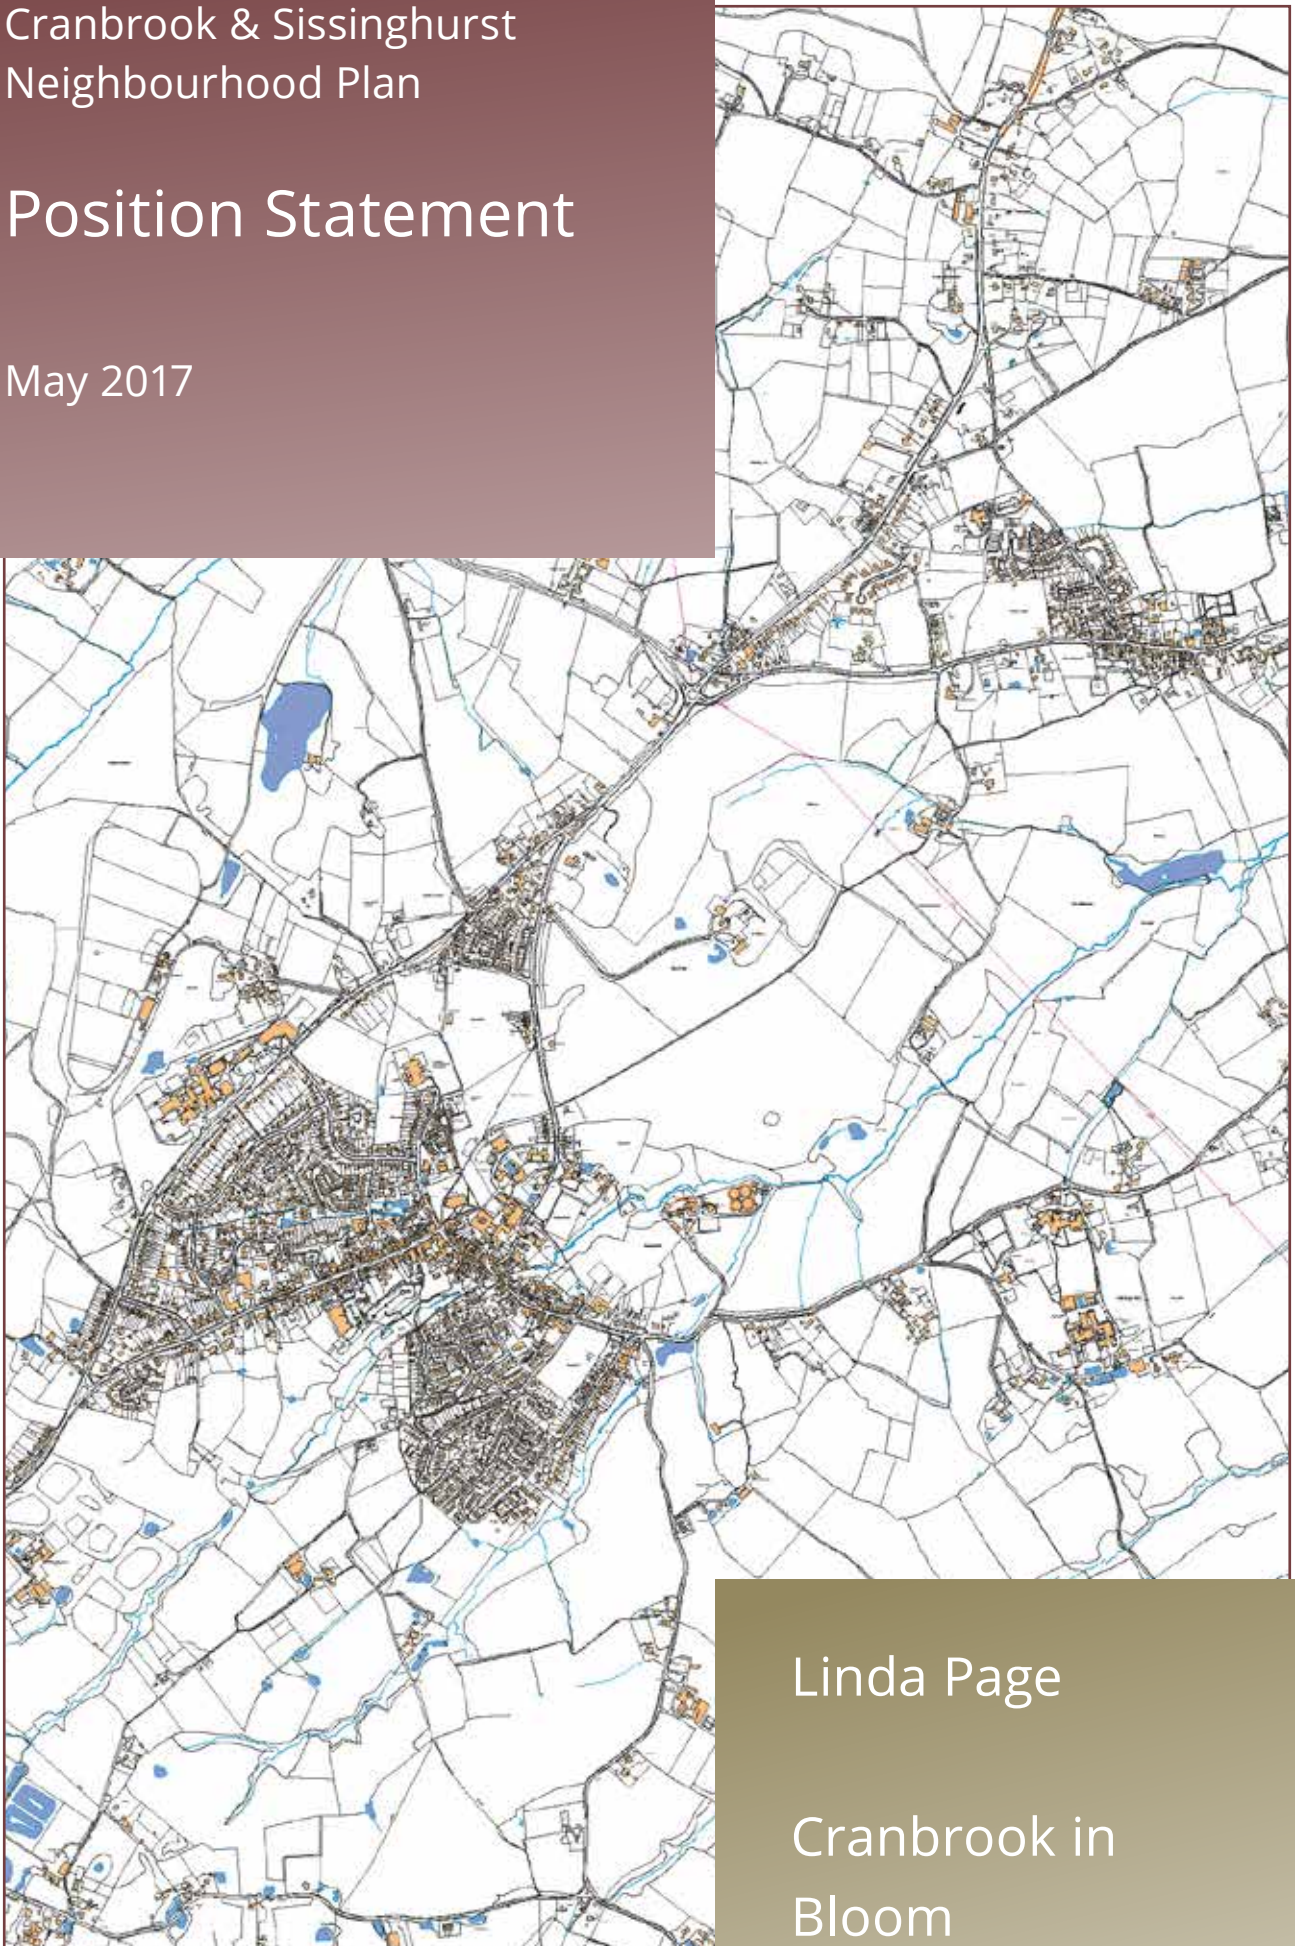 Cranbrook & Sissinghurst
Neighbourhood Plan
Position Statement
May 2017
Linda Page
Cranbrook in
Bloom